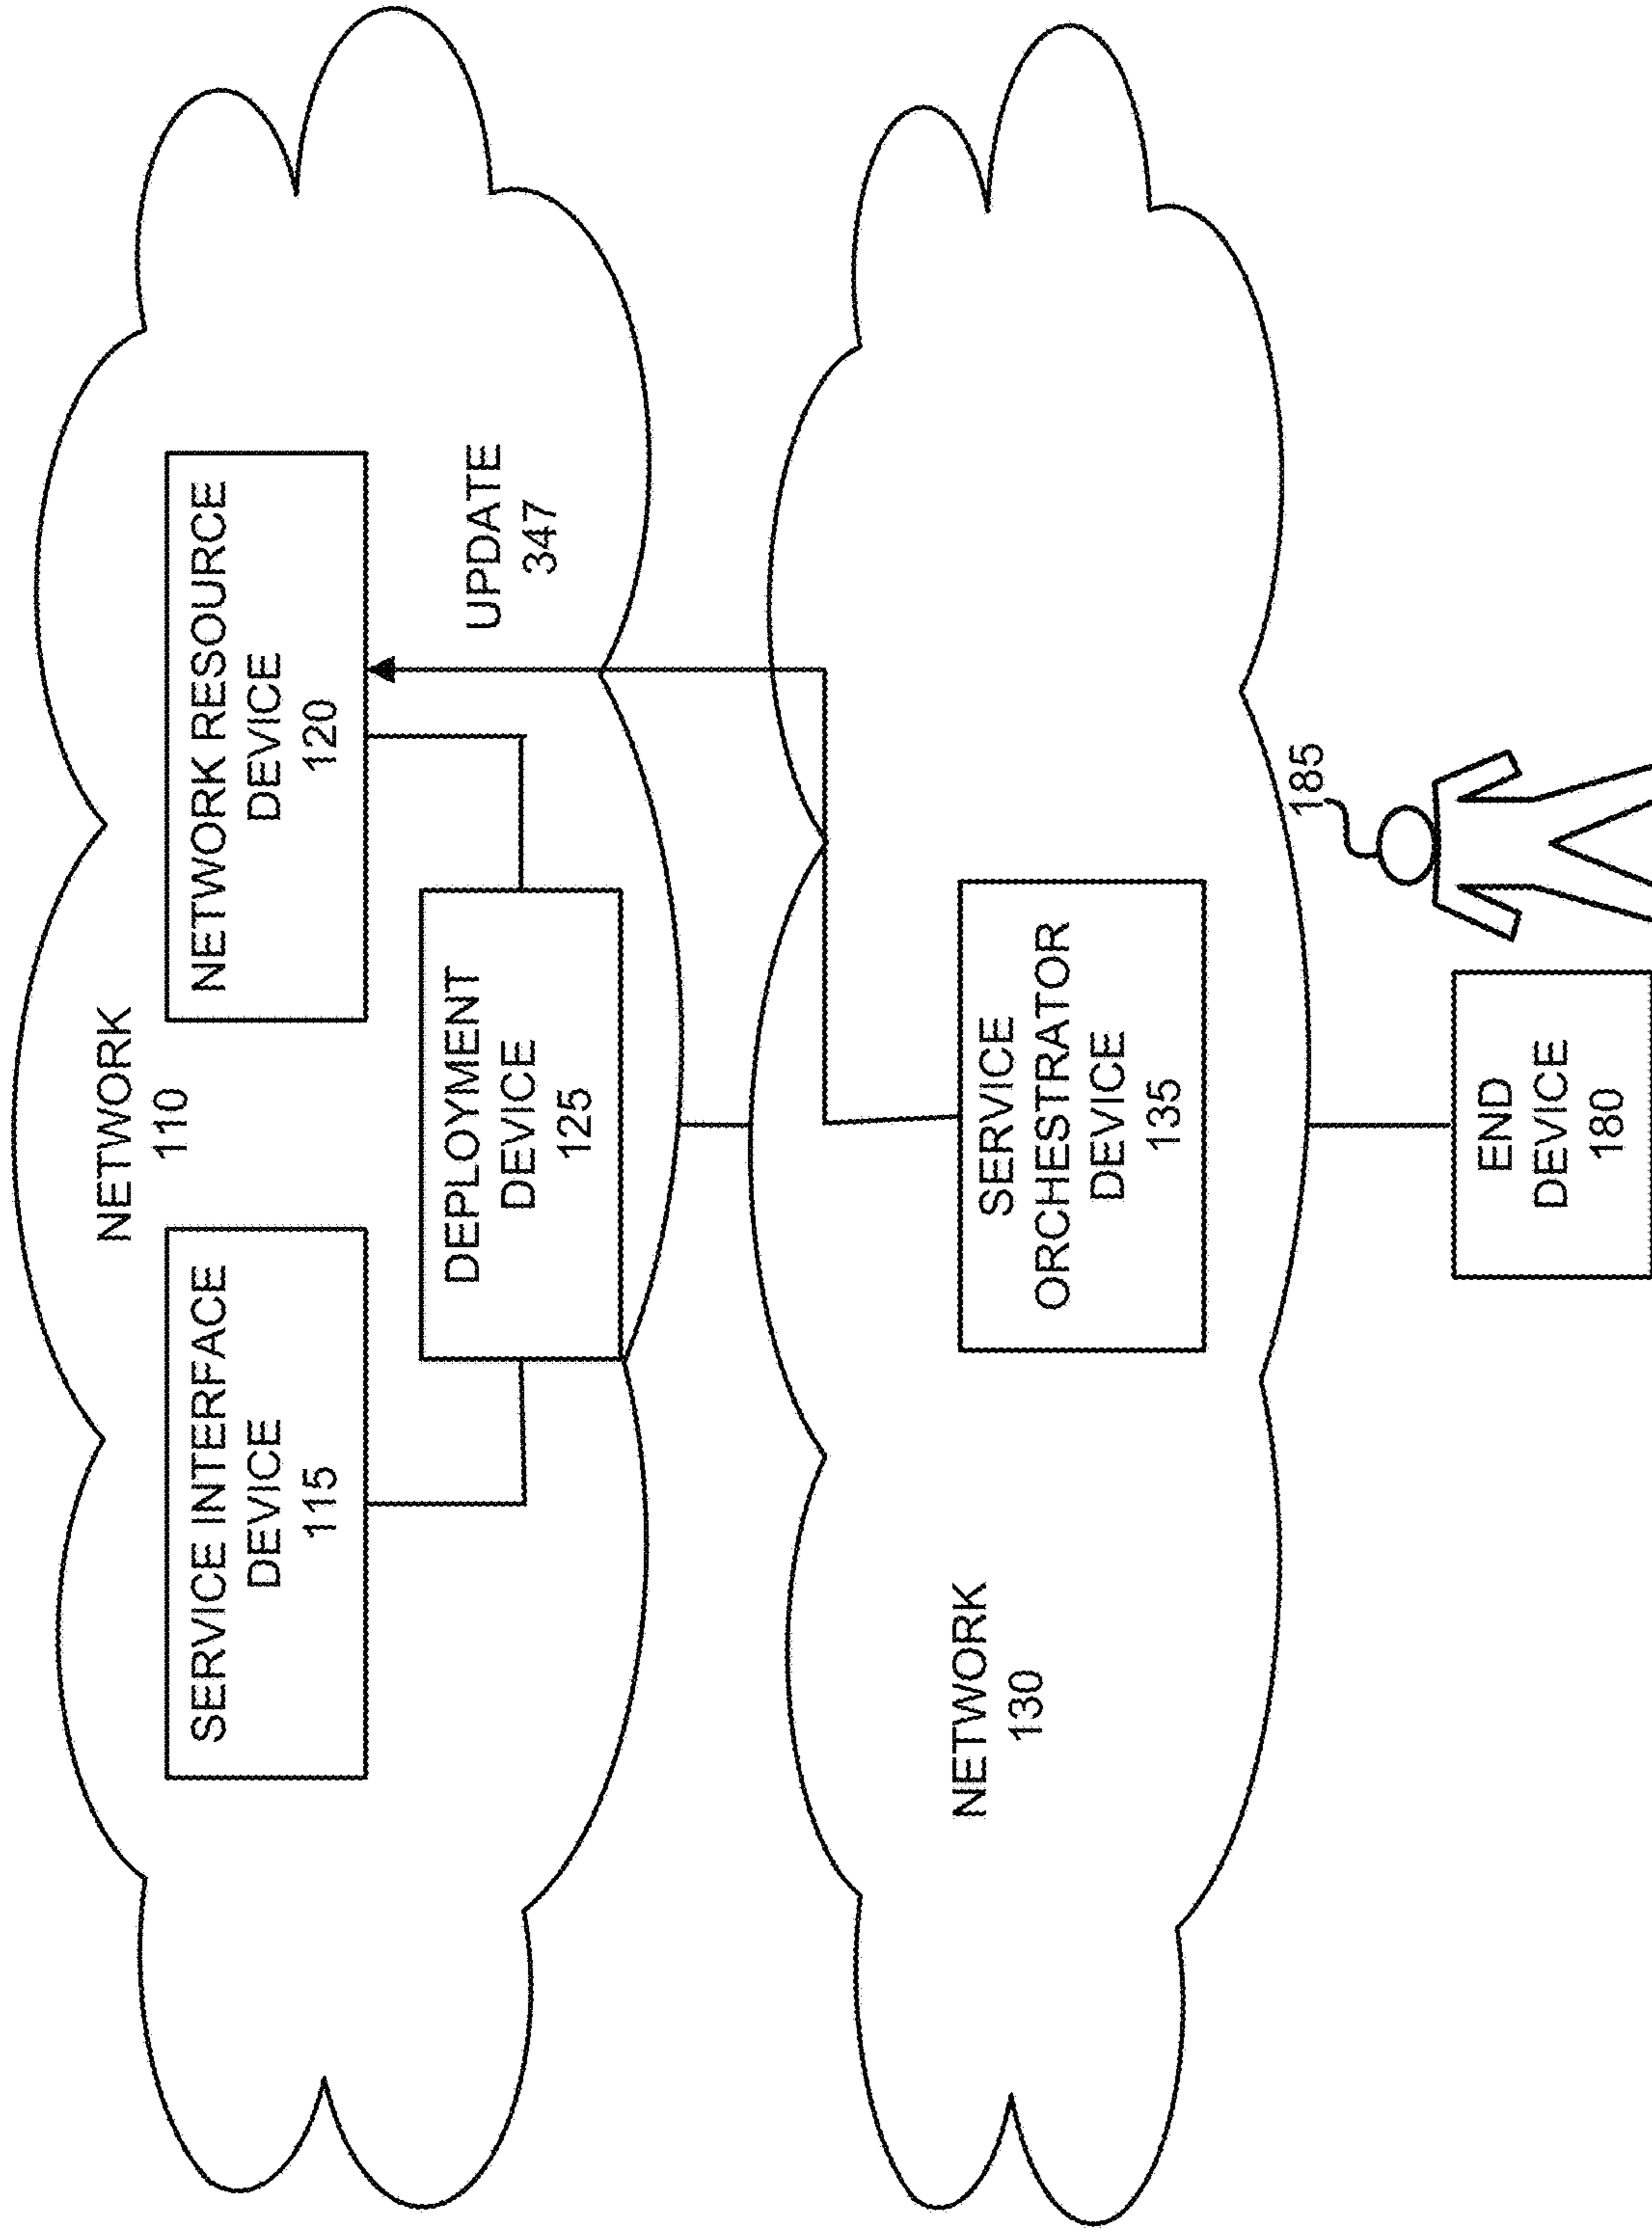 NETWORK
110
SERVICE INTERFACE
DEVICE
115
NETWORK RESOURCE
DEVICE
120
DEPLOYMENT
DEVICE
125
UPDATE
347
NETWORK
130
SERVICE
ORCHESTRATOR
DEVICE
135
185
END
DEVICE
180